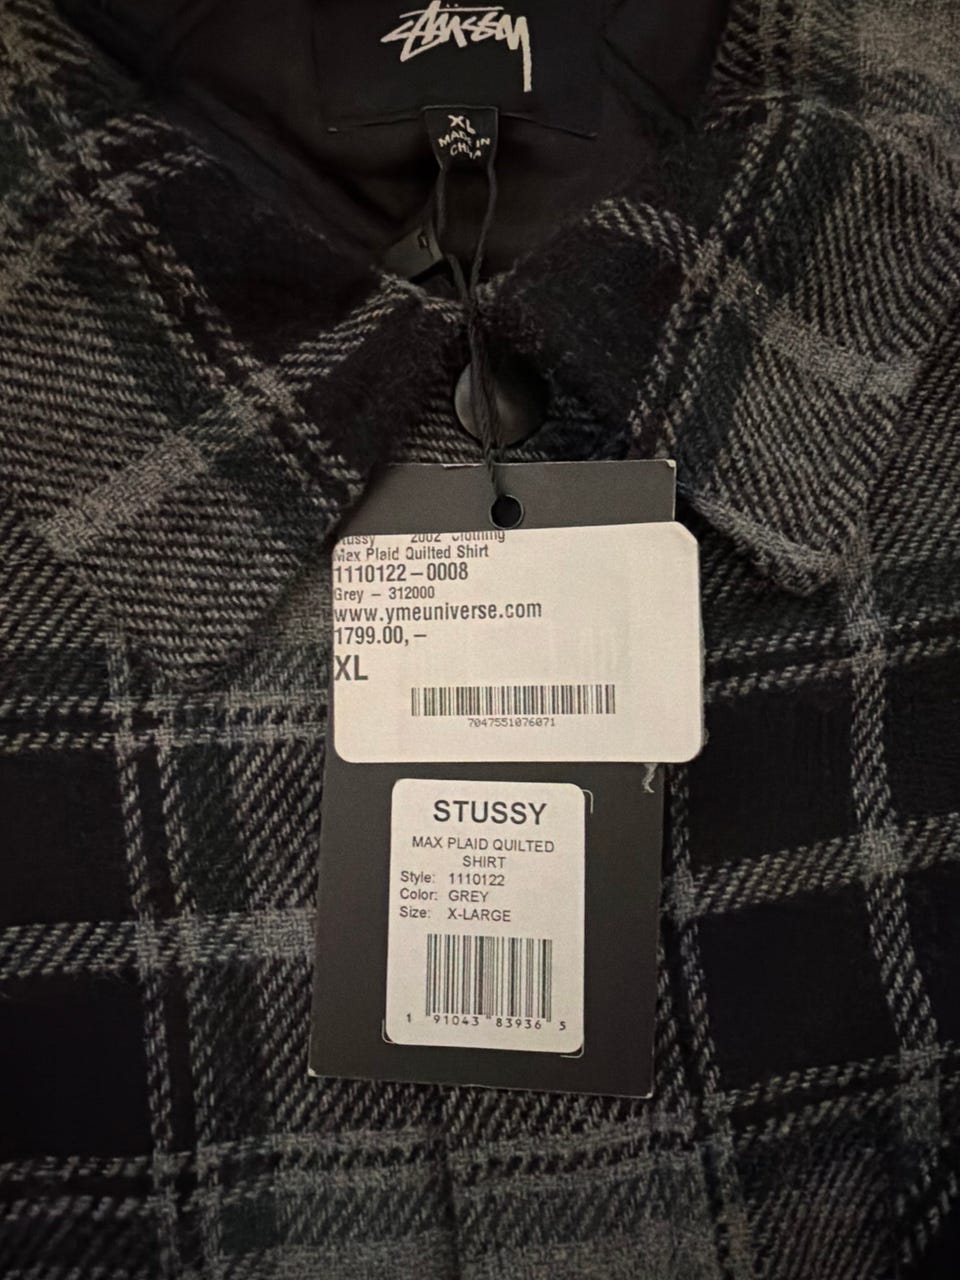 STÜSSY
XL
MADE IN
CHINA
2002 Clothing
Max Plaid Quilted Shirt
1110122-0008
Grey - 312000
www.ymeuniverse.com
1799.00,-
XL
7047551076071
STUSSY
MAX PLAID QUILTED
SHIRT
Style: 1110122
Color: GREY
Size: X-LARGE
1 91043 83936 5